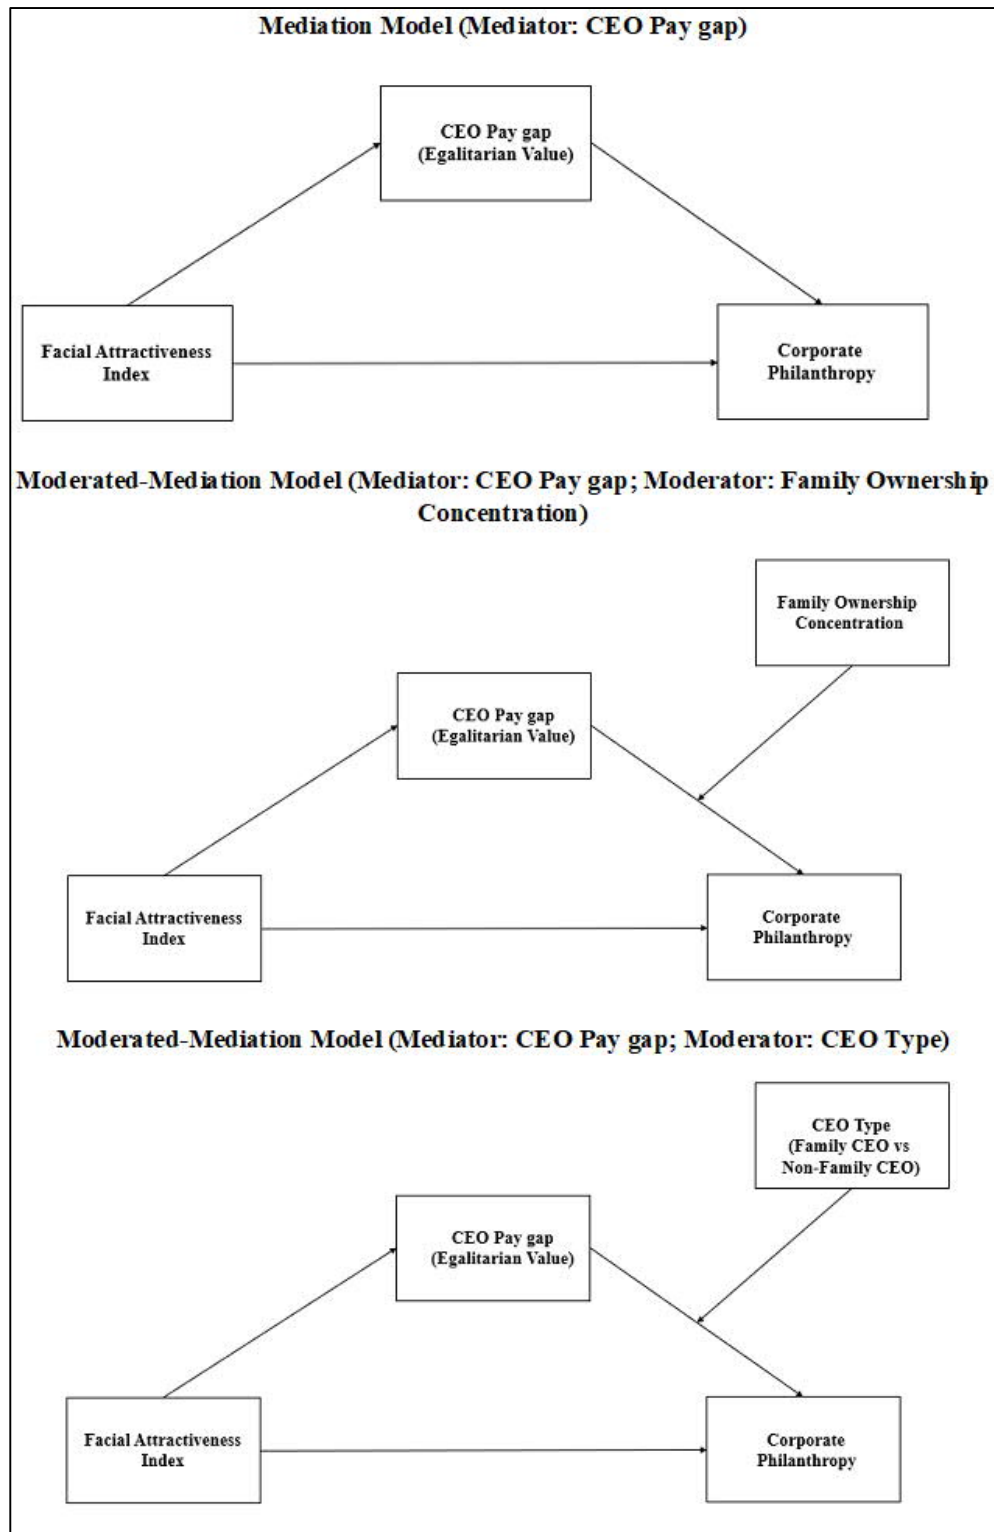 Mediation Model (Mediator: CEO Pay gap)
CEO Pay gap
(Egalitarian Value)
Facial Attractiveness
Index
Corporate
Philanthropy
Moderated-Mediation Model (Mediator: CEO Pay gap; Moderator: Family Ownership
Concentration)
Family Ownership
Concentration
CEO Pay gap
(Egalitarian Value)
Facial Attractiveness
Index
Corporate
Philanthropy
Moderated-Mediation Model (Mediator: CEO Pay gap; Moderator: CEO Type)
CEO Type
(Family CEO vs
Non-Family CEO)
CEO Pay gap
(Egalitarian Value)
Facial Attractiveness
Index
Corporate
Philanthropy